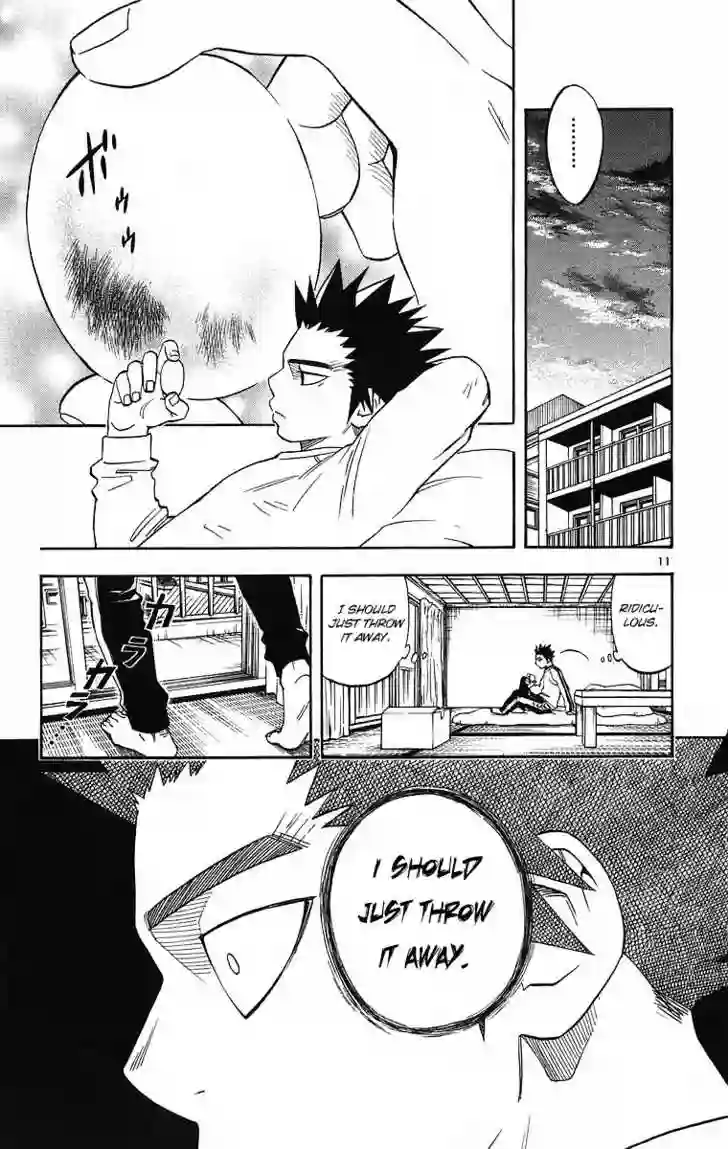 ………
ボウゥ
11
RIDICU-
LOUS.
I SHOULD
JUST THROW
IT AWAY.
カラカラ
I SHOULD
JUST THROW
IT AWAY.